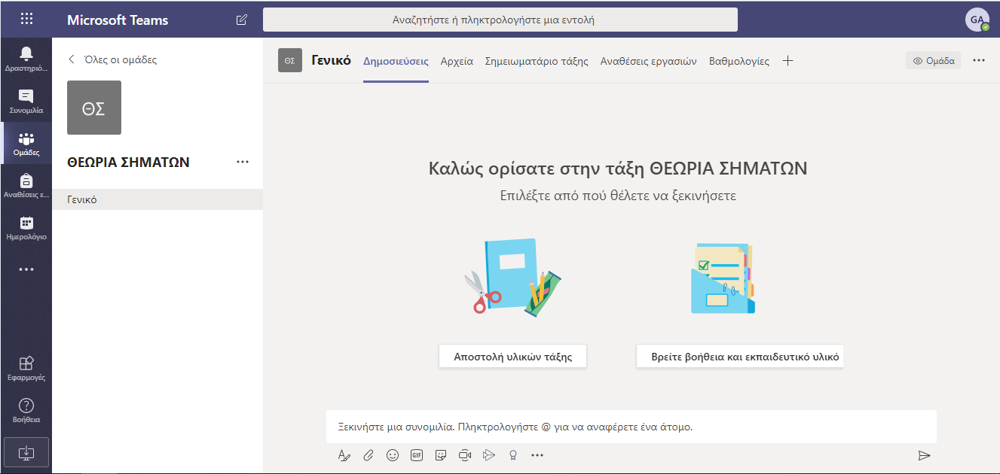 Microsoft Teams
Αναζητήστε ή πληκτρολογήστε μια εντολή
GA
Δραστηριό...
Συνομιλία
Ομάδες
Αναθέσεις ε...
Ημερολόγιο
Εφαρμογές
Βοήθεια
Όλες οι ομάδες
ΘΣ
ΘΕΩΡΙΑ ΣΗΜΑΤΩΝ
Γενικό
ΘΣ Γενικό Δημοσιεύσεις Αρχεία Σημειωματάριο τάξης Αναθέσεις εργασιών Βαθμολογίες Ομάδα
Καλώς ορίσατε στην τάξη ΘΕΩΡΙΑ ΣΗΜΑΤΩΝ
Επιλέξτε από πού θέλετε να ξεκινήσετε
Αποστολή υλικών τάξης
Βρείτε βοήθεια και εκπαιδευτικό υλικό
Ξεκινήστε μια συνομιλία. Πληκτρολογήστε @ για να αναφέρετε ένα άτομο.
GIF